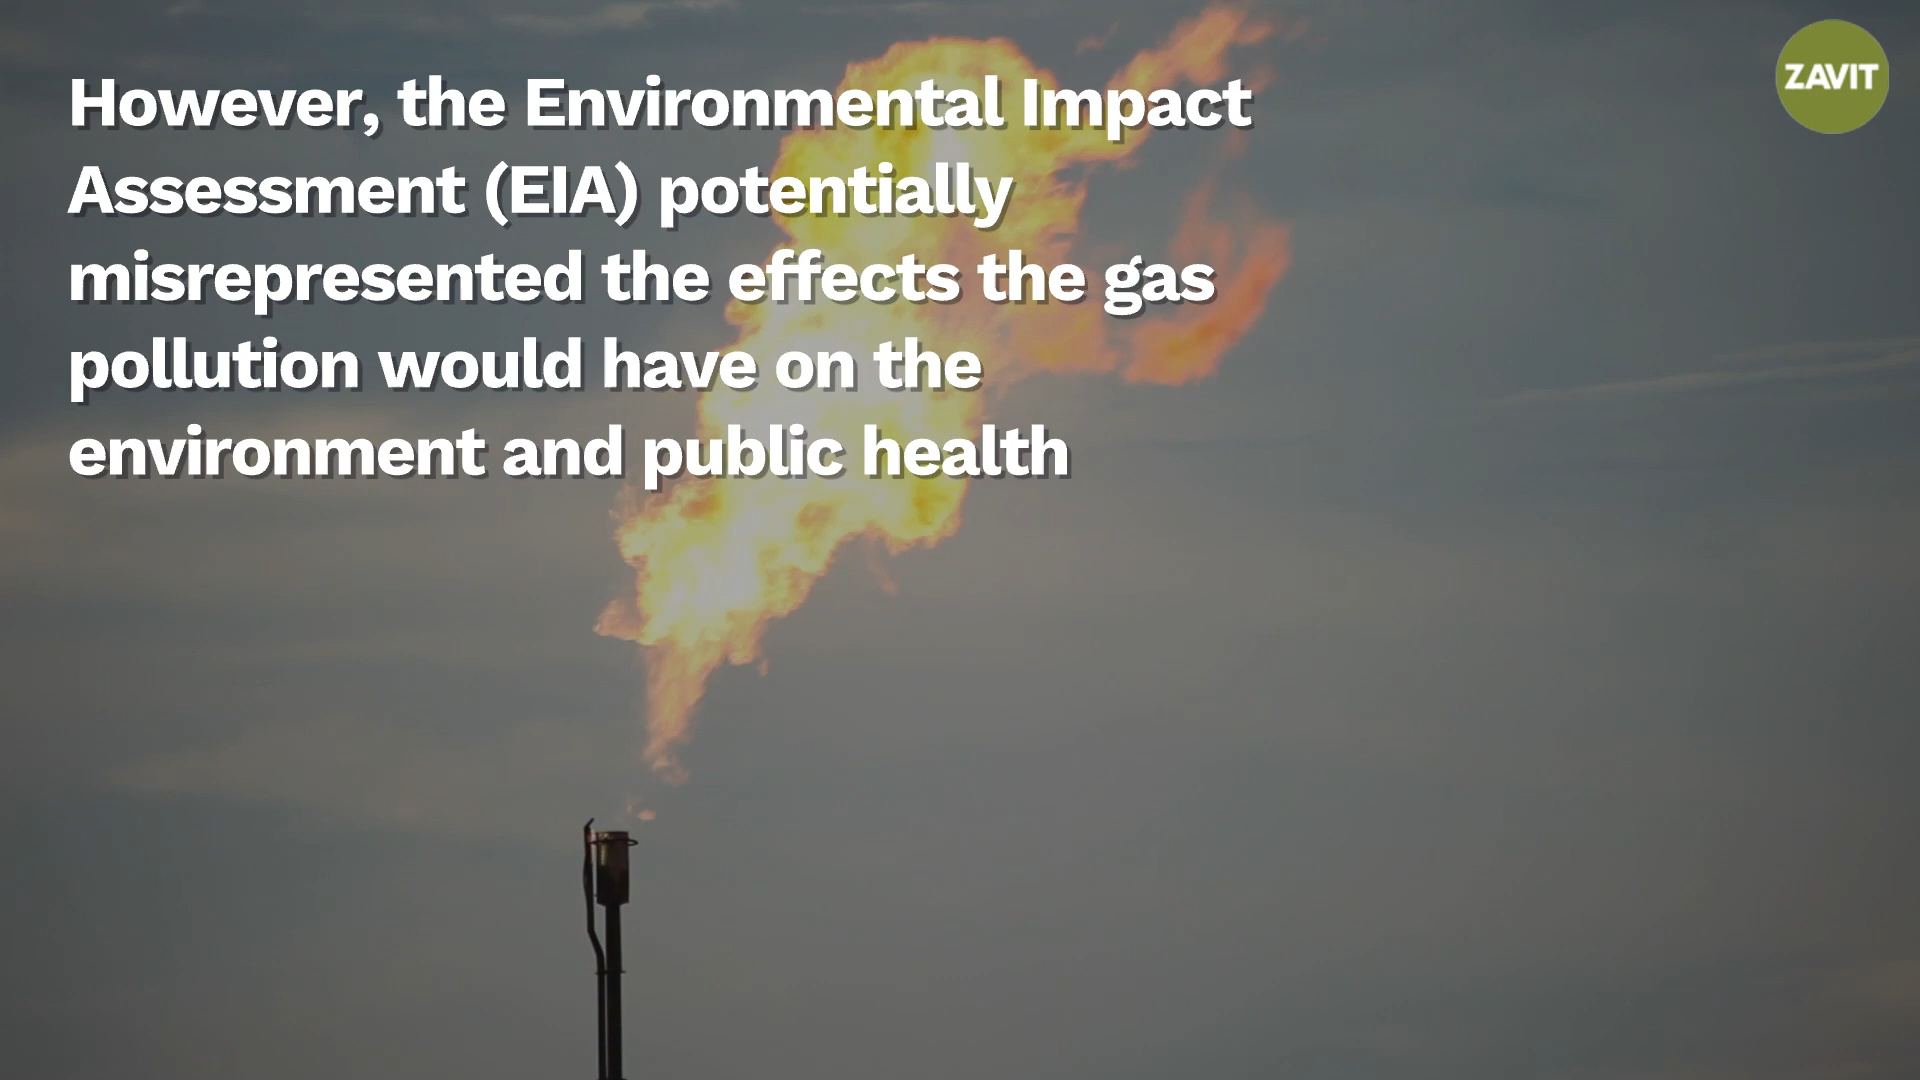 However, the Environmental Impact
Assessment (EIA) potentially
misrepresented the effects the gas
pollution would have on the
environment and public health
ZAVIT